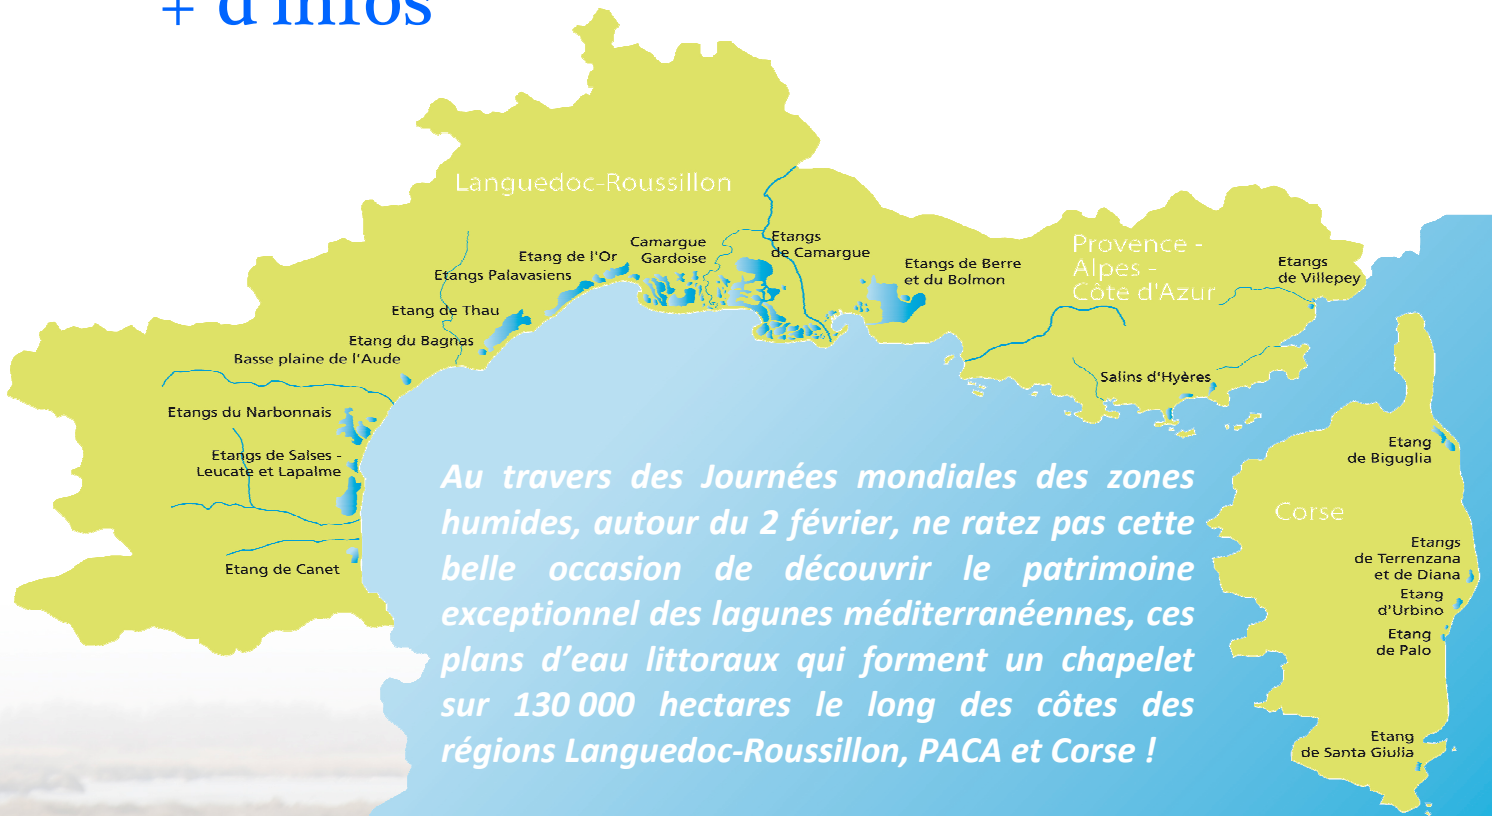 + d'infos
Languedoc-Roussillon
Camargue
Gardoise
Etangs
de Camargue
Etang de l'Or
Etangs Palavasiens
Etang de Thau
Etang du Bagnas
Basse plaine de l'Aude
Etangs du Narbonnais
Etangs de Salses -
Leucate et Lapalme
Etang de Canet
Etangs de Berre
et du Bolmon
Provence -
Alpes -
Côte d'Azur
Etangs
de Villepey
Salins d'Hyères
Au travers des Journées mondiales des zones
humides, autour du 2 février, ne ratez pas cette
belle occasion de découvrir le patrimoine
exceptionnel des lagunes méditerranéennes, ces
plans d’eau littoraux qui forment un chapelet
sur 130 000 hectares le long des côtes des
régions Languedoc-Roussillon, PACA et Corse !
Etang
de Biguglia
Corse
Etangs
de Terrenzana
et de Diana
Etang
d’Urbino
Etang
de Palo
Etang
de Santa Giulia